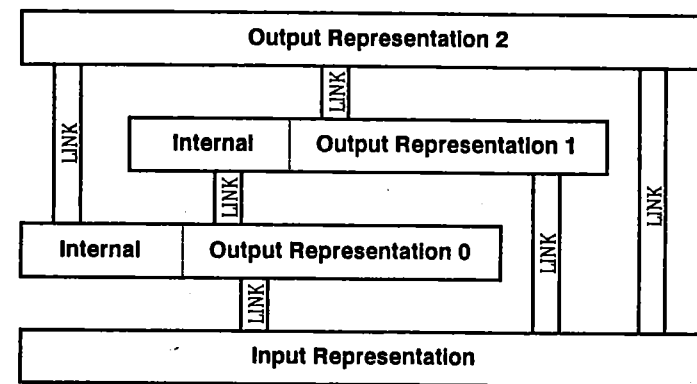 Output Representation 2
LINK
LINK
LINK
Internal
Output Representation 1
LINK
LINK
Internal
Output Representation 0
LINK
Input Representation